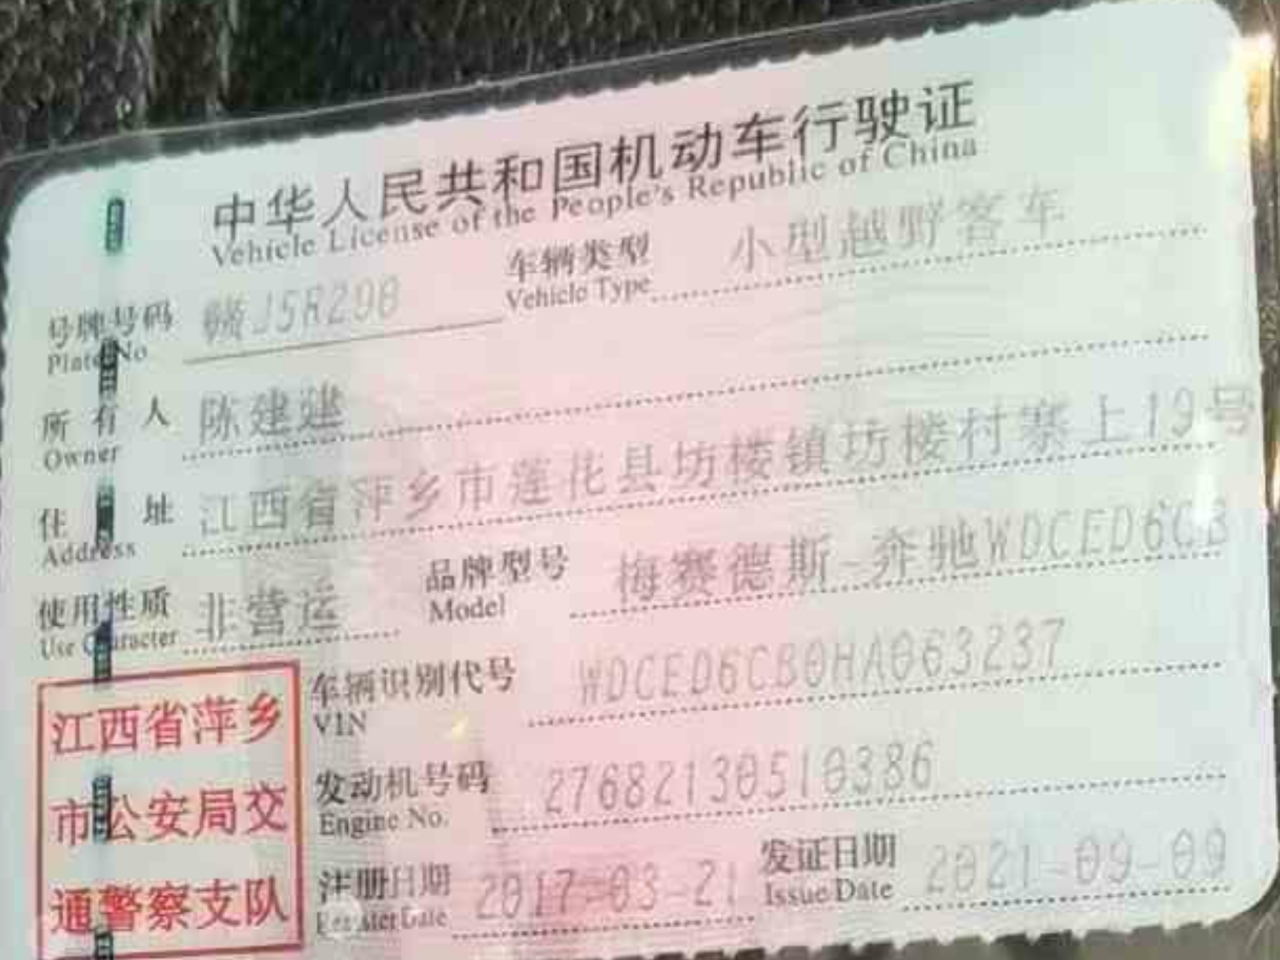 中华人民共和国机动车行驶证
Vehicle License of the People's Republic of China
号牌号码 赣J5R298 车辆类型 小型越野客车
Plate No. Vehicle Type
所有人 陈建建
Owner
住址 江西省萍乡市莲花县坊楼镇坊楼村寨上19号
Address
使用性质 非营运 品牌型号 梅赛德斯-奔驰WDCED6CB
Use Character Model
江西省萍乡
市公安局交
通警察支队
车辆识别代号 WDCED6CB0HA063237
VIN
发动机号码 27682130510386
Engine No.
注册日期 2017-03-21 发证日期 2021-09-09
Register Date Issue Date